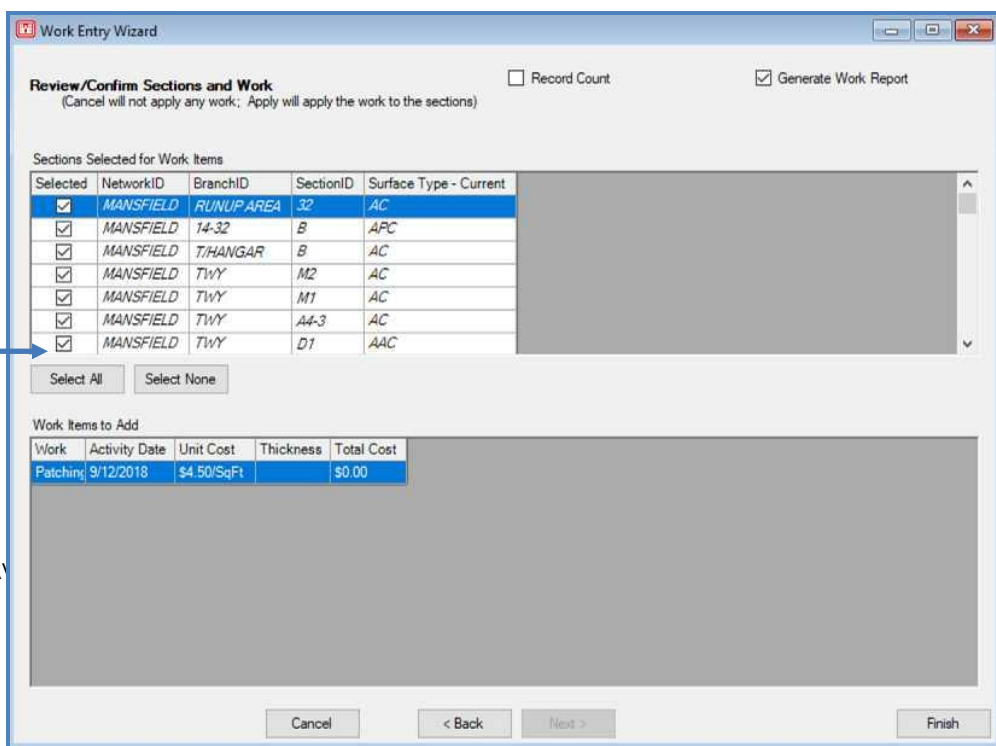 Work Entry Wizard
Review/Confirm Sections and Work
(Cancel will not apply any work; Apply will apply the work to the sections)
Record Count
Generate Work Report
Sections Selected for Work Items
Selected NetworkID BranchID SectionID Surface Type - Current
MANSFIELD RUNUP AREA 32 AC
MANSFIELD 14-32 B APC
MANSFIELD T/HANGAR B AC
MANSFIELD TWY M2 AC
MANSFIELD TWY M1 AC
MANSFIELD TWY A4-3 AC
MANSFIELD TWY D1 AAC
Select All Select None
Work Items to Add
Work Activity Date Unit Cost Thickness Total Cost
Patching 9/12/2018 $4.50/SqFt $0.00
Cancel < Back Next > Finish